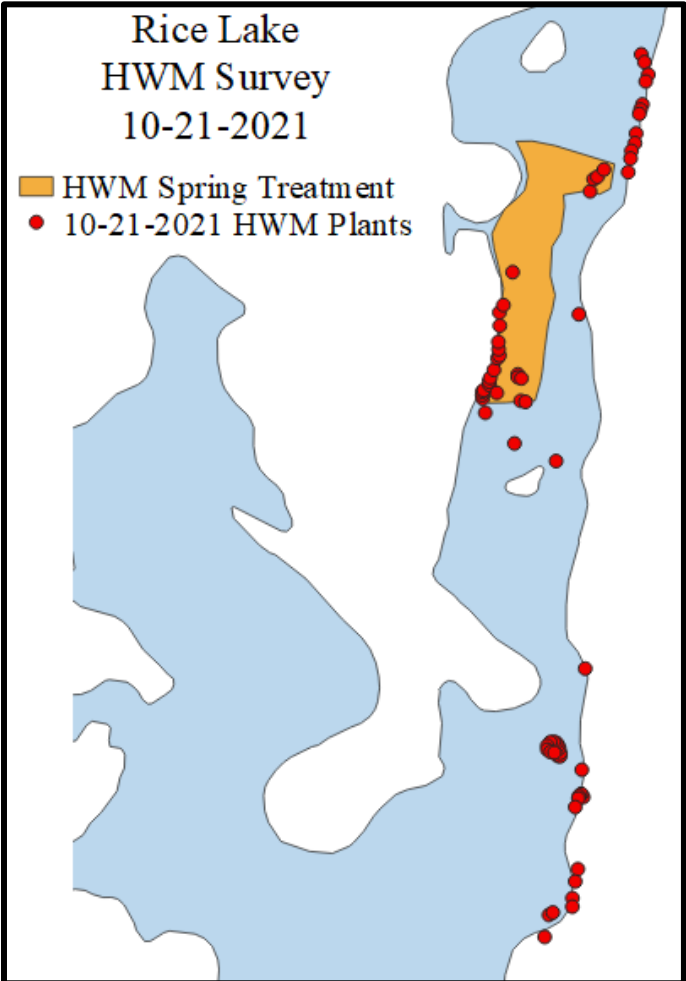 Rice Lake
HWM Survey
10-21-2021
HWM Spring Treatment
10-21-2021 HWM Plants